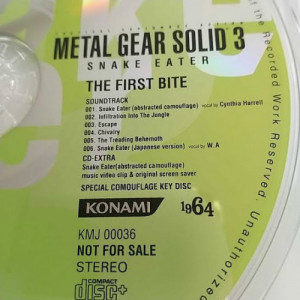 METAL GEAR SOLID 3
SNAKE EATER
THE FIRST BITE
SOUNDTRACK
001. Snake Eater (abstracted camouflage) vocal by Cynthia Harrell
002. Infiltration Into The Jungle
003. Escape
004. Chivalry
005. The Treading Behemoth
006. Snake Eater (Japanese version) vocal by W.A
CD-EXTRA
Snake Eater(abstracted camouflage)
music video clip & original screen saver
SPECIAL CAMOUFLAGE KEY DISC
KONAMI 1964
KMJ 00036
NOT FOR SALE
STEREO
COMPACT
disc+
the Recorded Work Reserved. Unauthorized